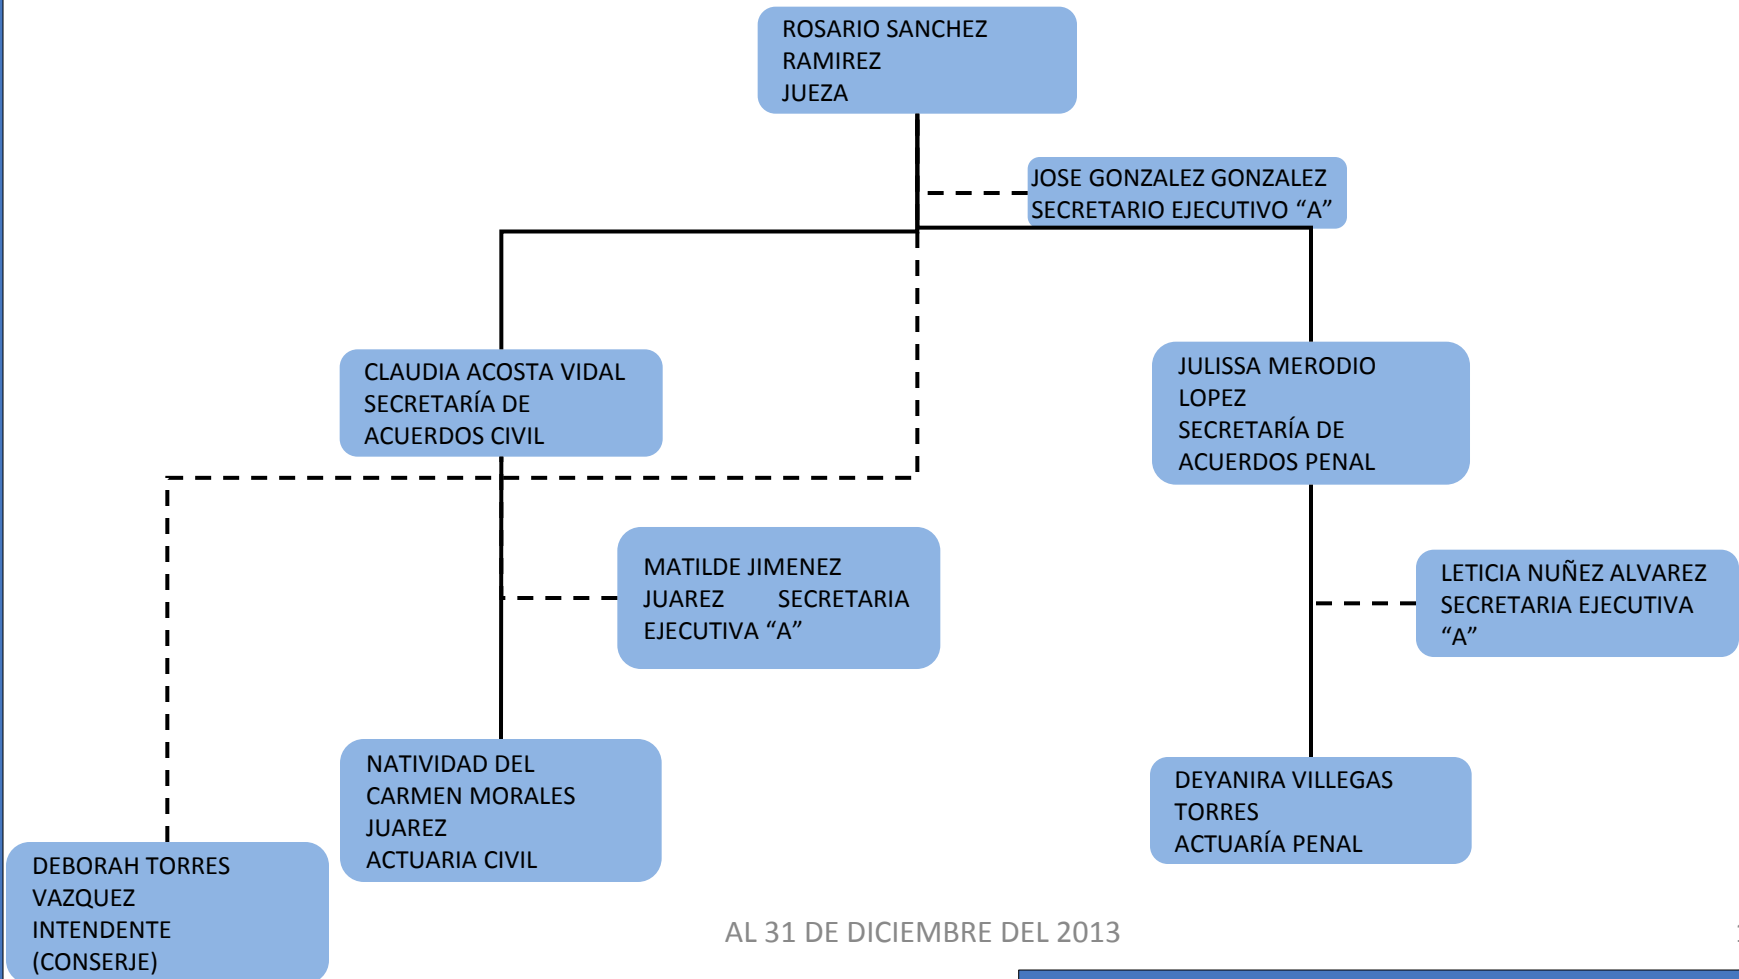 ROSARIO SANCHEZ
RAMIREZ
JUEZA
JOSE GONZALEZ GONZALEZ
SECRETARIO EJECUTIVO “A”
CLAUDIA ACOSTA VIDAL
SECRETARÍA DE
ACUERDOS CIVIL
JULISSA MERODIO
LOPEZ
SECRETARÍA DE
ACUERDOS PENAL
MATILDE JIMENEZ
JUAREZ SECRETARIA
EJECUTIVA “A”
LETICIA NUÑEZ ALVAREZ
SECRETARIA EJECUTIVA
“A”
NATIVIDAD DEL
CARMEN MORALES
JUAREZ
ACTUARIA CIVIL
DEYANIRA VILLEGAS
TORRES
ACTUARÍA PENAL
DEBORAH TORRES
VAZQUEZ
INTENDENTE
(CONSERJE)
AL 31 DE DICIEMBRE DEL 2013